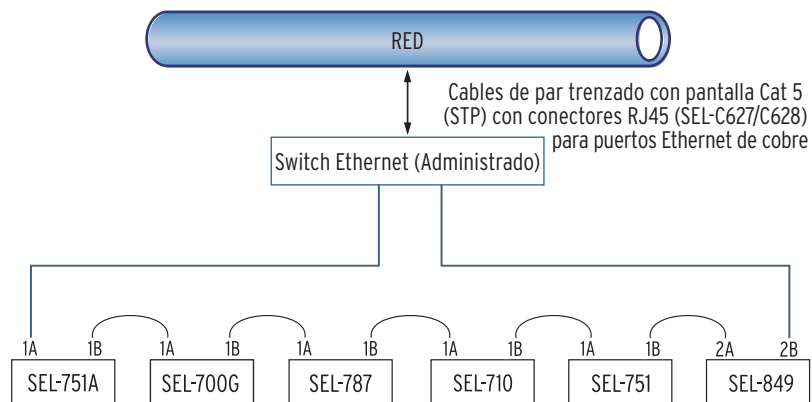 RED
Cables de par trenzado con pantalla Cat 5
(STP) con conectores RJ45 (SEL-C627/C628)
para puertos Ethernet de cobre
Switch Ethernet (Administrado)
1A 1B 1A 1B 1A 1B 1A 1B 1A 1B 2A 2B
SEL-751A SEL-700G SEL-787 SEL-710 SEL-751 SEL-849